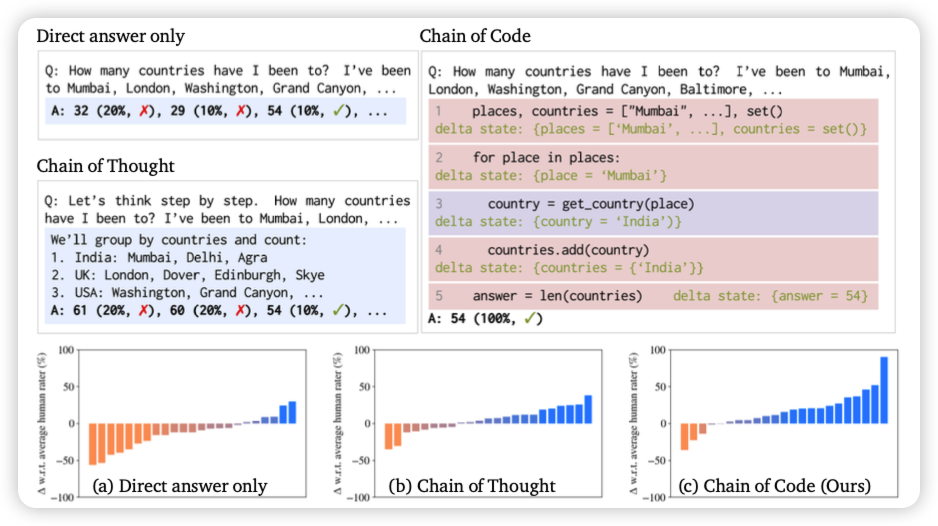 Direct answer only
Q: How many countries have I been to? I've been
to Mumbai, London, Washington, Grand Canyon, ...
A: 32 (20%, ✗), 29 (10%, ✗), 54 (10%, ✓), ...
Chain of Thought
Q: Let's think step by step. How many countries
have I been to? I've been to Mumbai, London, ...
We'll group by countries and count:
1. India: Mumbai, Delhi, Agra
2. UK: London, Dover, Edinburgh, Skye
3. USA: Washington, Grand Canyon, ...
A: 61 (20%, ✗), 60 (20%, ✗), 54 (10%, ✓), ...
Chain of Code
Q: How many countries have I been to? I've been to Mumbai,
London, Washington, Grand Canyon, Baltimore, ...
1 places, countries = ["Mumbai", ...], set()
delta state: {places = ['Mumbai', ...], countries = set()}
2 for place in places:
delta state: {place = 'Mumbai'}
3 country = get_country(place)
delta state: {country = 'India')}
4 countries.add(country)
delta state: {countries = {'India'}}
5 answer = len(countries) delta state: {answer = 54}
A: 54 (100%, ✓)
Δ w.r.t. average human rater (%)
100
50
0
−50
−100
(a) Direct answer only
Δ w.r.t. average human rater (%)
100
50
0
−50
−100
(b) Chain of Thought
Δ w.r.t. average human rater (%)
100
50
0
−50
−100
(c) Chain of Code (Ours)